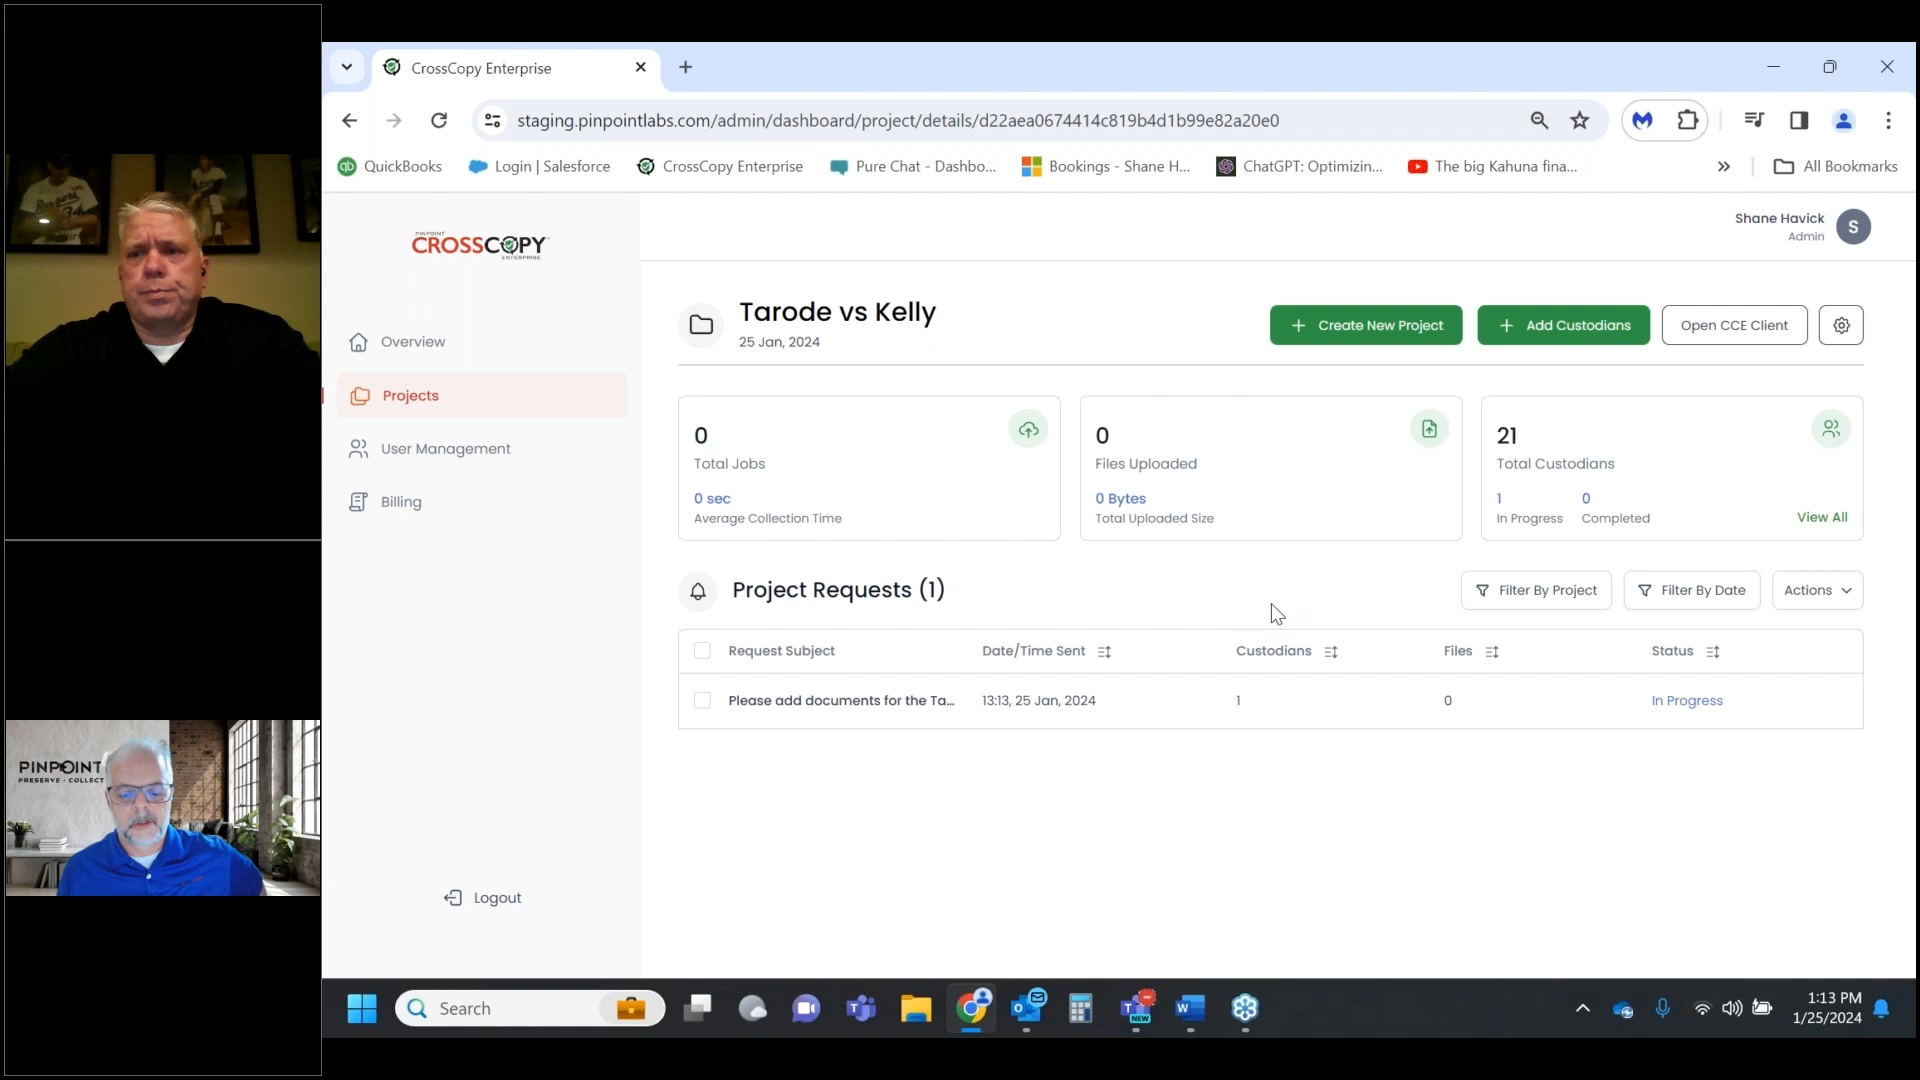 CrossCopy Enterprise
staging.pinpointlabs.com/admin/dashboard/project/details/d22aea0674414c819b4d1b99e82a20e0
QuickBooks
Login | Salesforce
CrossCopy Enterprise
Pure Chat - Dashbo...
Bookings - Shane H...
ChatGPT: Optimizin...
The big Kahuna fina...
All Bookmarks
PINPOINT
CROSSCOPY
ENTERPRISE
Shane Havick
Admin
S
Overview
Projects
User Management
Billing
Logout
Tarode vs Kelly
25 Jan, 2024
Create New Project
Add Custodians
Open CCE Client
0
Total Jobs
0 sec
Average Collection Time
0
Files Uploaded
0 Bytes
Total Uploaded Size
21
Total Custodians
1
In Progress
0
Completed
View All
Project Requests (1)
Filter By Project
Filter By Date
Actions
Request Subject
Date/Time Sent
Custodians
Files
Status
Please add documents for the Ta...
13:13, 25 Jan, 2024
1
0
In Progress
PINPOINT
PRESERVE - COLLECT
Search
NEW
1:13 PM
1/25/2024